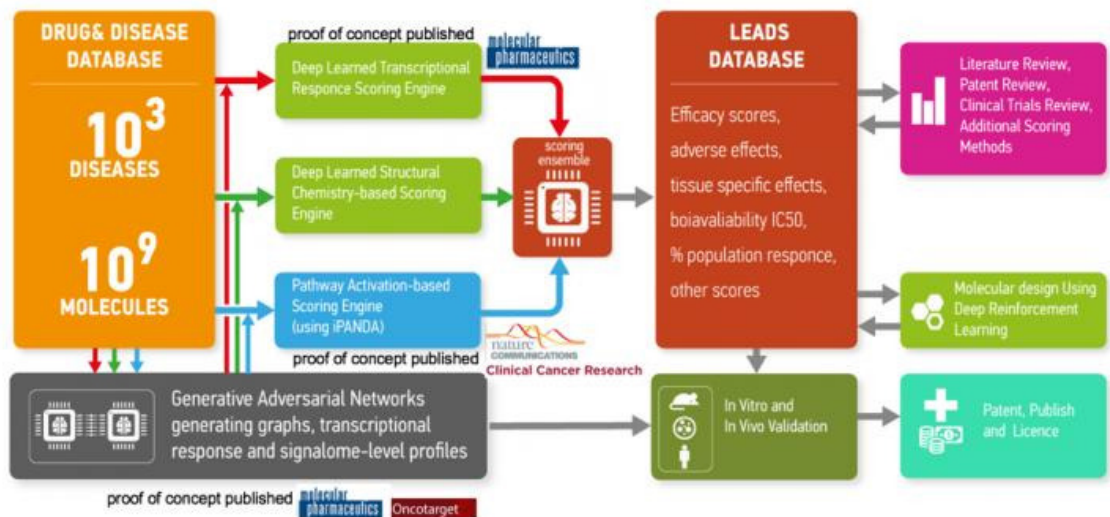 DRUG& DISEASE
DATABASE
10³
DISEASES
10⁹
MOLECULES
proof of concept published
molecular
pharmaceutics
Deep Learned Transcriptional
Responce Scoring Engine
Deep Learned Structural
Chemistry-based Scoring
Engine
Pathway Activation-based
Scoring Engine
(using iPANDA)
proof of concept published
nature
COMMUNICATIONS
Clinical Cancer Research
scoring
ensemble
LEADS
DATABASE
Efficacy scores,
adverse effects,
tissue specific effects,
boiavaliability IC50,
% population responce,
other scores
Literature Review,
Patent Review,
Clinical Trials Review,
Additional Scoring
Methods
Molecular design Using
Deep Reinforcement
Learning
Generative Adversarial Networks
generating graphs, transcriptional
response and signalome-level profiles
In Vitro and
In Vivo Validation
Patent, Publish
and Licence
proof of concept published
molecular
pharmaceutics
Oncotarget